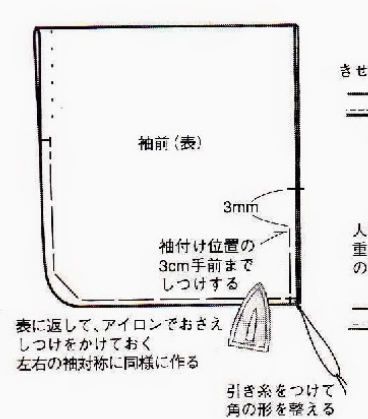 袖前(表)
3mm
袖付け位置の
3cm手前まで
しつけする
表に返して、アイロンでおさえ
しつけをかけておく
左右の袖対称に同様に作る
引き糸をつけて
角の形を整える
きせ
人
重
の